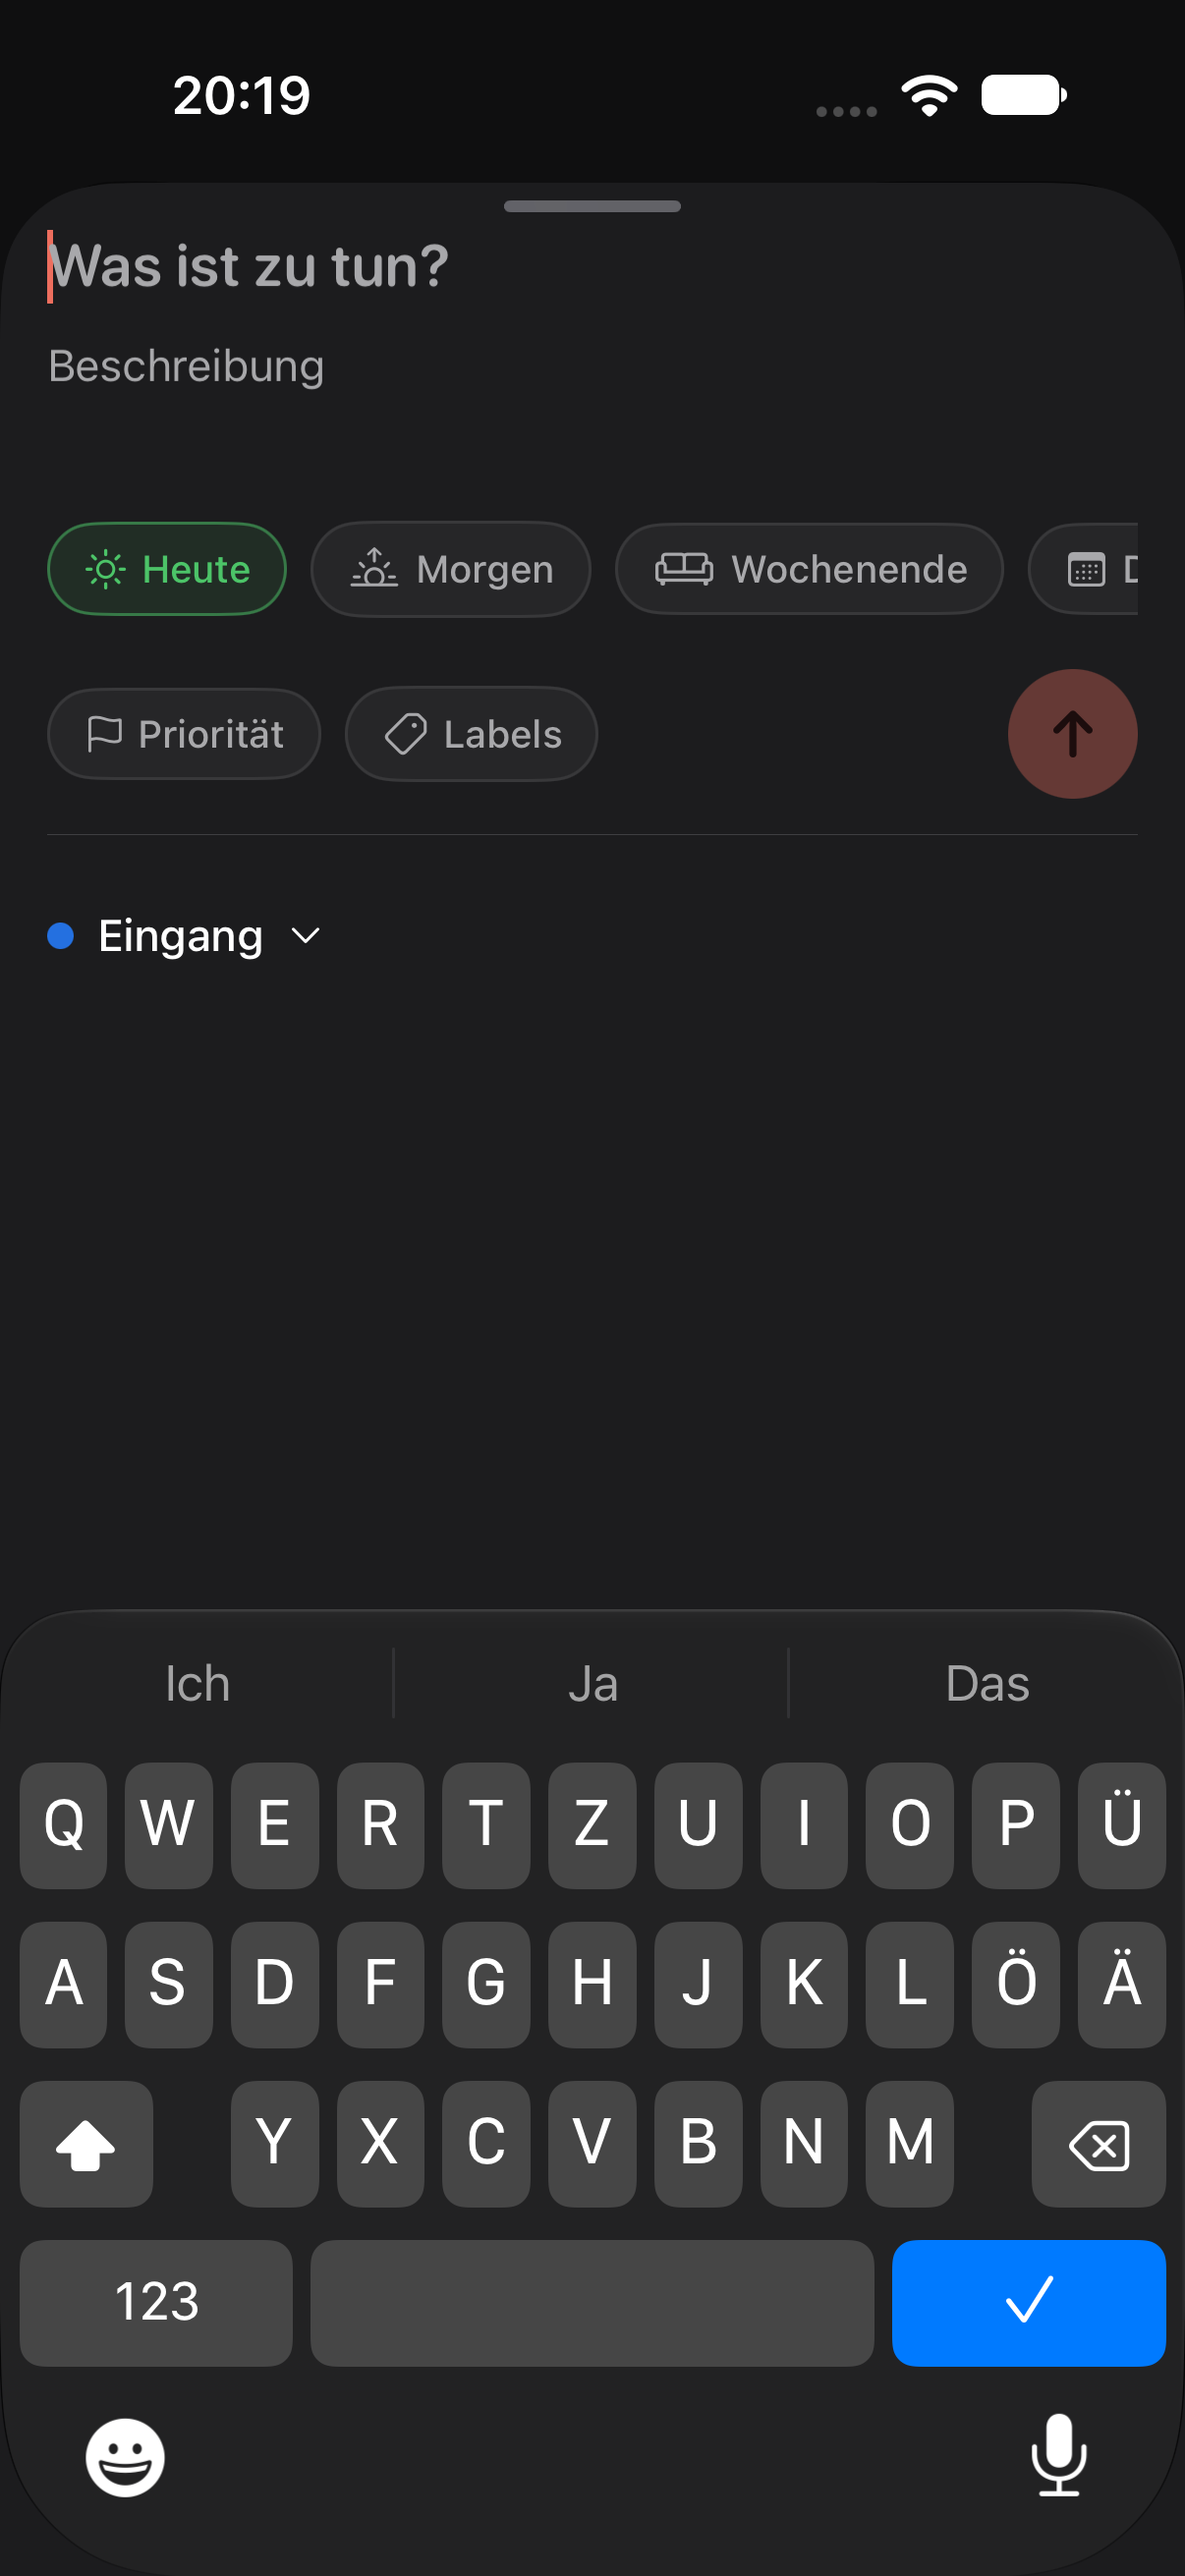 20:19
Was ist zu tun?
Beschreibung
Heute Morgen Wochenende
Priorität Labels
Eingang
Ich Ja Das
Q W E R T Z U I O P Ü
A S D F G H J K L Ö Ä
Y X C V B N M
123